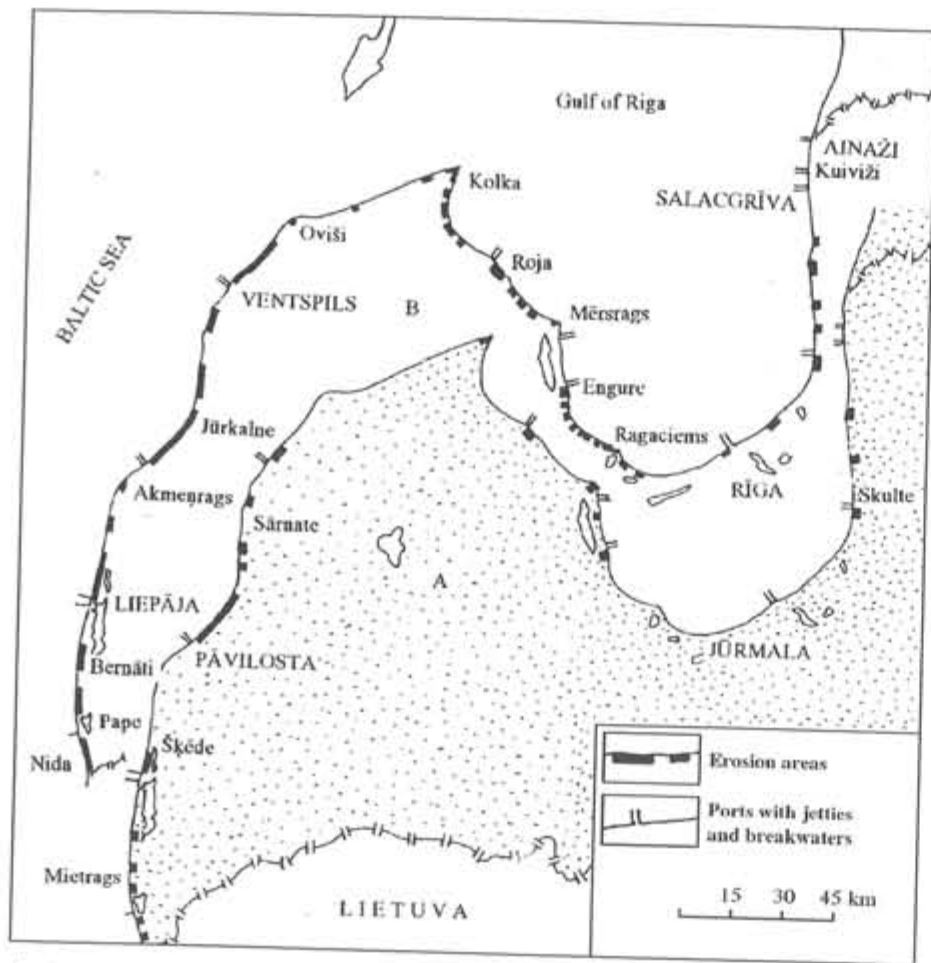 Gulf of Riga
AINAŽI
Kuiviži
SALACGRĪVA
Kolka
Oviši
BALTIC SEA
Roja
VENTSPILS
B
Mērsrags
Engure
Jūrkalne
Ragaciems
Akmeņrags
RĪGA
Skulte
Sārnate
A
LIEPĀJA
PĀVILOSTA
JŪRMALA
Bernāti
Pape
Šķēde
Nida
Erosion areas
Ports with jetties
and breakwaters
Mietrags
LIETUVA
15 30 45 km